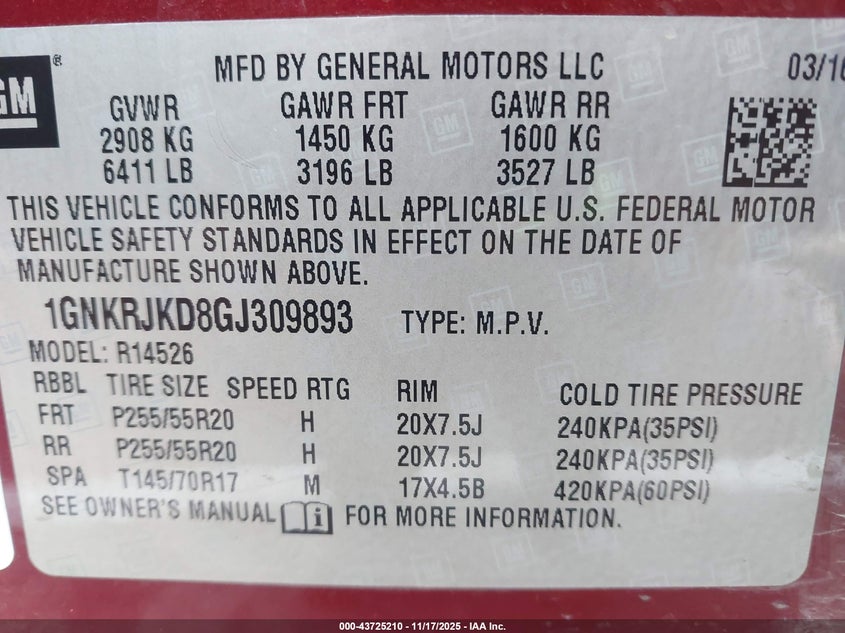 GM®
MFD BY GENERAL MOTORS LLC 03/16
GVWR GAWR FRT GAWR RR
2908 KG 1450 KG 1600 KG
6411 LB 3196 LB 3527 LB
THIS VEHICLE CONFORMS TO ALL APPLICABLE U.S. FEDERAL MOTOR
VEHICLE SAFETY STANDARDS IN EFFECT ON THE DATE OF
MANUFACTURE SHOWN ABOVE.
1GNKRJKD8GJ309893 TYPE: M.P.V.
MODEL: R14526
RBBL TIRE SIZE SPEED RTG RIM COLD TIRE PRESSURE
FRT P255/55R20 H 20X7.5J 240KPA(35PSI)
RR P255/55R20 H 20X7.5J 240KPA(35PSI)
SPA T145/70R17 M 17X4.5B 420KPA(60PSI)
SEE OWNER'S MANUAL FOR MORE INFORMATION.
000-43725210 - 11/17/2025 - IAA Inc.